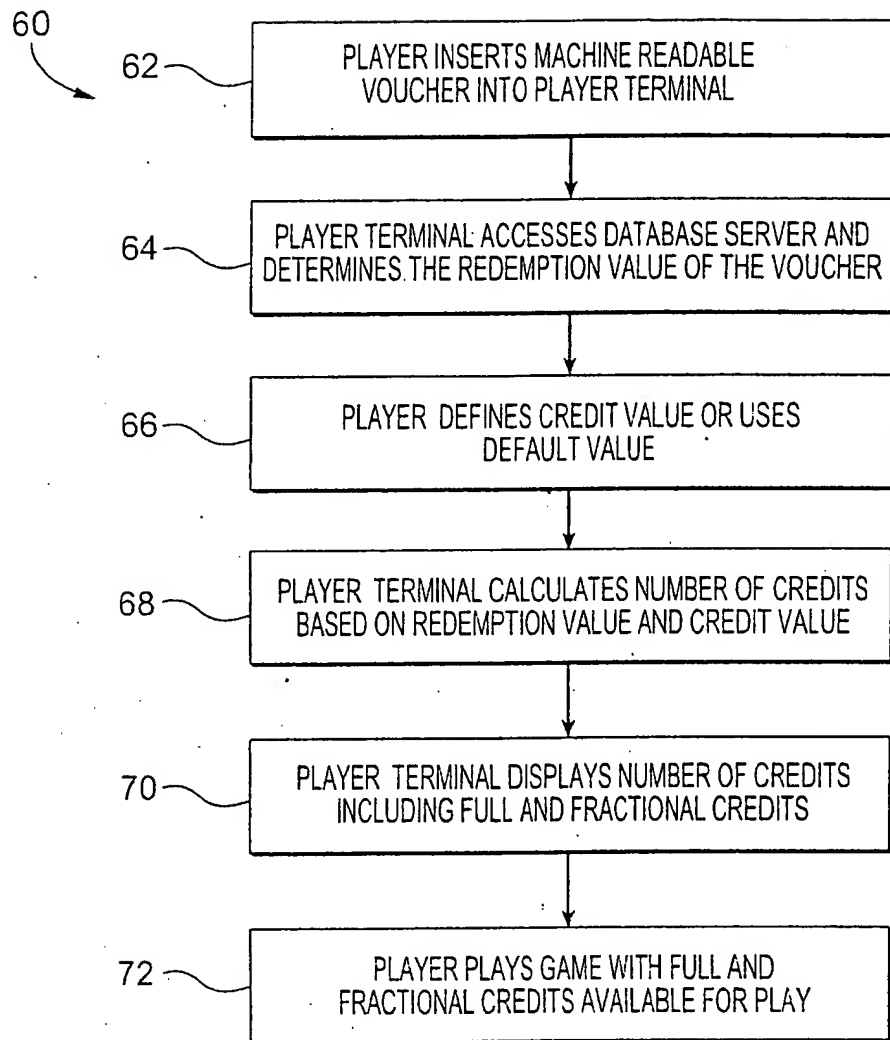 60
62
PLAYER INSERTS MACHINE READABLE
VOUCHER INTO PLAYER TERMINAL
64
PLAYER TERMINAL ACCESSES DATABASE SERVER AND
DETERMINES THE REDEMPTION VALUE OF THE VOUCHER
66
PLAYER DEFINES CREDIT VALUE OR USES
DEFAULT VALUE
68
PLAYER TERMINAL CALCULATES NUMBER OF CREDITS
BASED ON REDEMPTION VALUE AND CREDIT VALUE
70
PLAYER TERMINAL DISPLAYS NUMBER OF CREDITS
INCLUDING FULL AND FRACTIONAL CREDITS
72
PLAYER PLAYS GAME WITH FULL AND
FRACTIONAL CREDITS AVAILABLE FOR PLAY